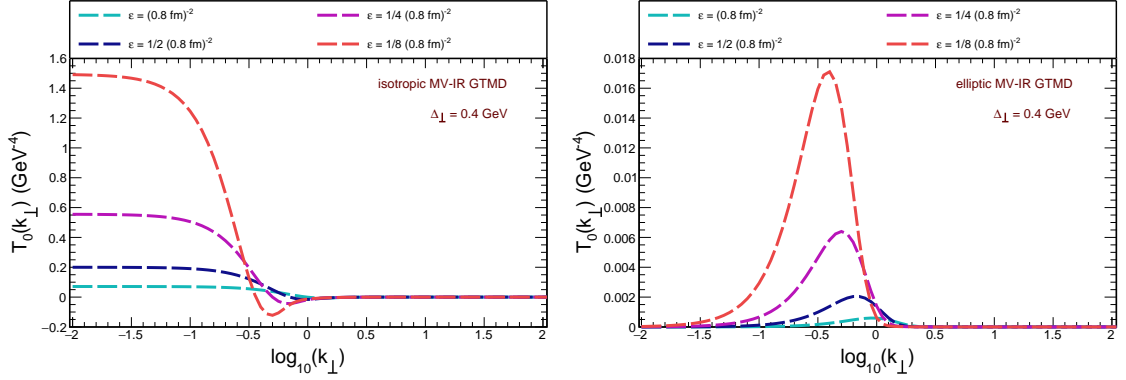 ε = (0.8 fm)⁻²
ε = 1/4 (0.8 fm)⁻²
ε = 1/2 (0.8 fm)⁻²
ε = 1/8 (0.8 fm)⁻²
isotropic MV-IR GTMD
Δ⊥ = 0.4 GeV
T₀(k⊥) (GeV⁻⁴)
1.6
1.4
1.2
1
0.8
0.6
0.4
0.2
0
−0.2
−2 −1.5 −1 −0.5 0 0.5 1 1.5 2
log₁₀(k⊥)
ε = (0.8 fm)⁻²
ε = 1/4 (0.8 fm)⁻²
ε = 1/2 (0.8 fm)⁻²
ε = 1/8 (0.8 fm)⁻²
elliptic MV-IR GTMD
Δ⊥ = 0.4 GeV
T₀(k⊥) (GeV⁻⁴)
0.018
0.016
0.014
0.012
0.01
0.008
0.006
0.004
0.002
0
−2 −1.5 −1 −0.5 0 0.5 1 1.5 2
log₁₀(k⊥)